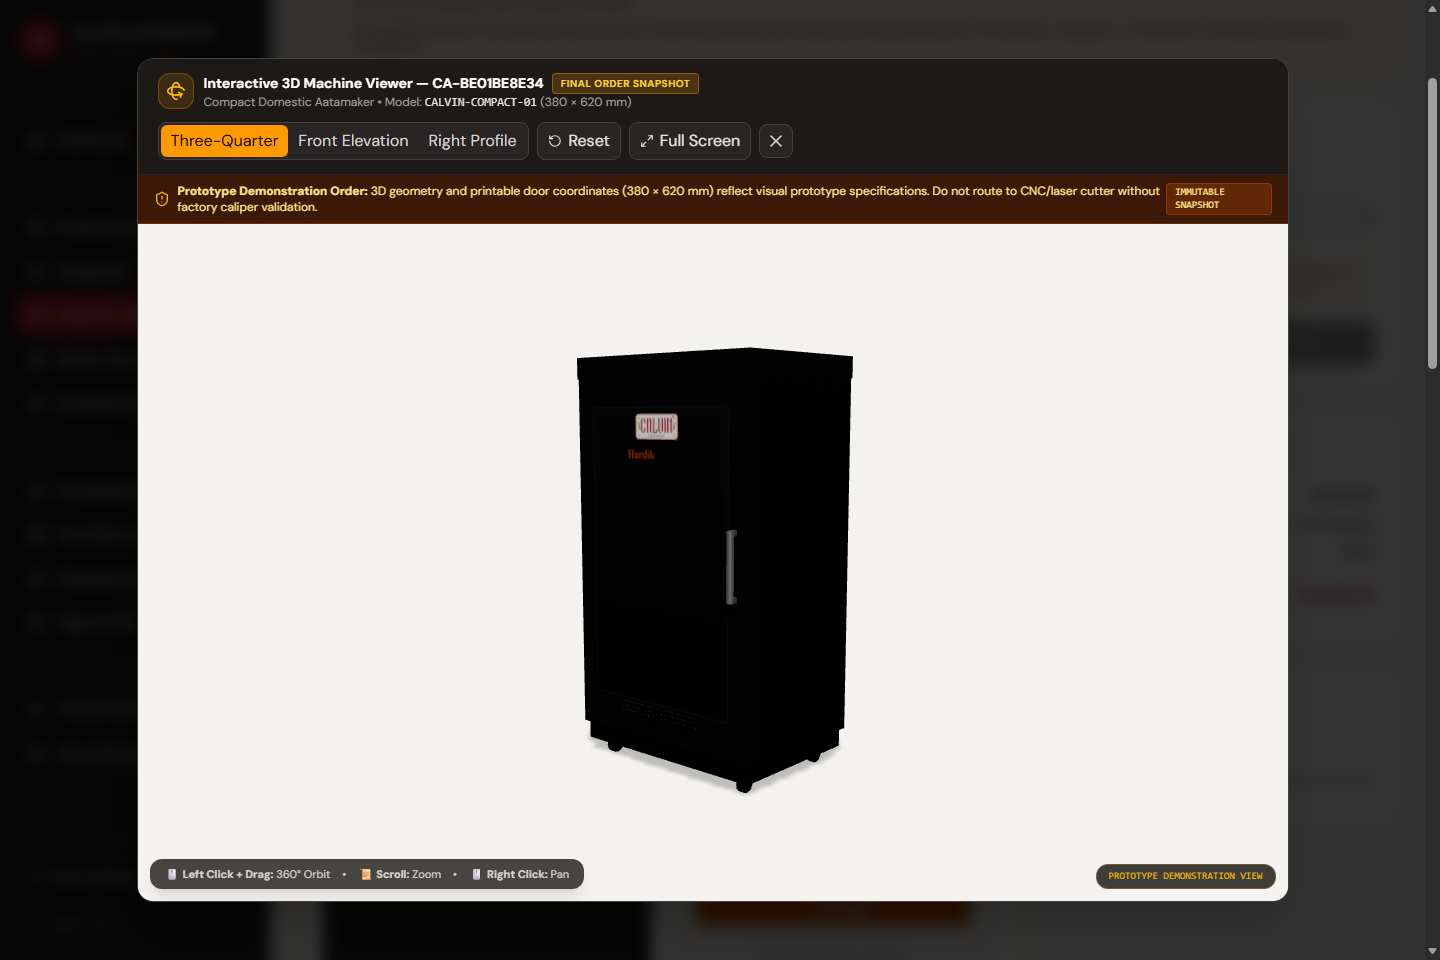 Interactive 3D Machine Viewer — CA-BE01BE8E34
FINAL ORDER SNAPSHOT
Compact Domestic Aatamaker • Model: CALVIN-COMPACT-01 (380 × 620 mm)
Three-Quarter
Front Elevation
Right Profile
Reset
Full Screen
Prototype Demonstration Order: 3D geometry and printable door coordinates (380 × 620 mm) reflect visual prototype specifications. Do not route to CNC/laser cutter without
factory caliper validation.
IMMUTABLE
SNAPSHOT
CALVIN
Hardik
Left Click + Drag: 360° Orbit • Scroll: Zoom • Right Click: Pan
PROTOTYPE DEMONSTRATION VIEW